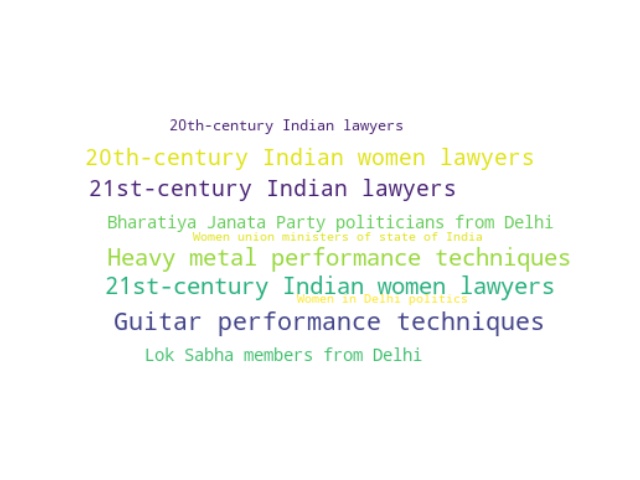 20th-century Indian lawyers
20th-century Indian women lawyers
21st-century Indian lawyers
Bharatiya Janata Party politicians from Delhi
Women union ministers of state of India
Heavy metal performance techniques
21st-century Indian women lawyers
Women in Delhi politics
Guitar performance techniques
Lok Sabha members from Delhi